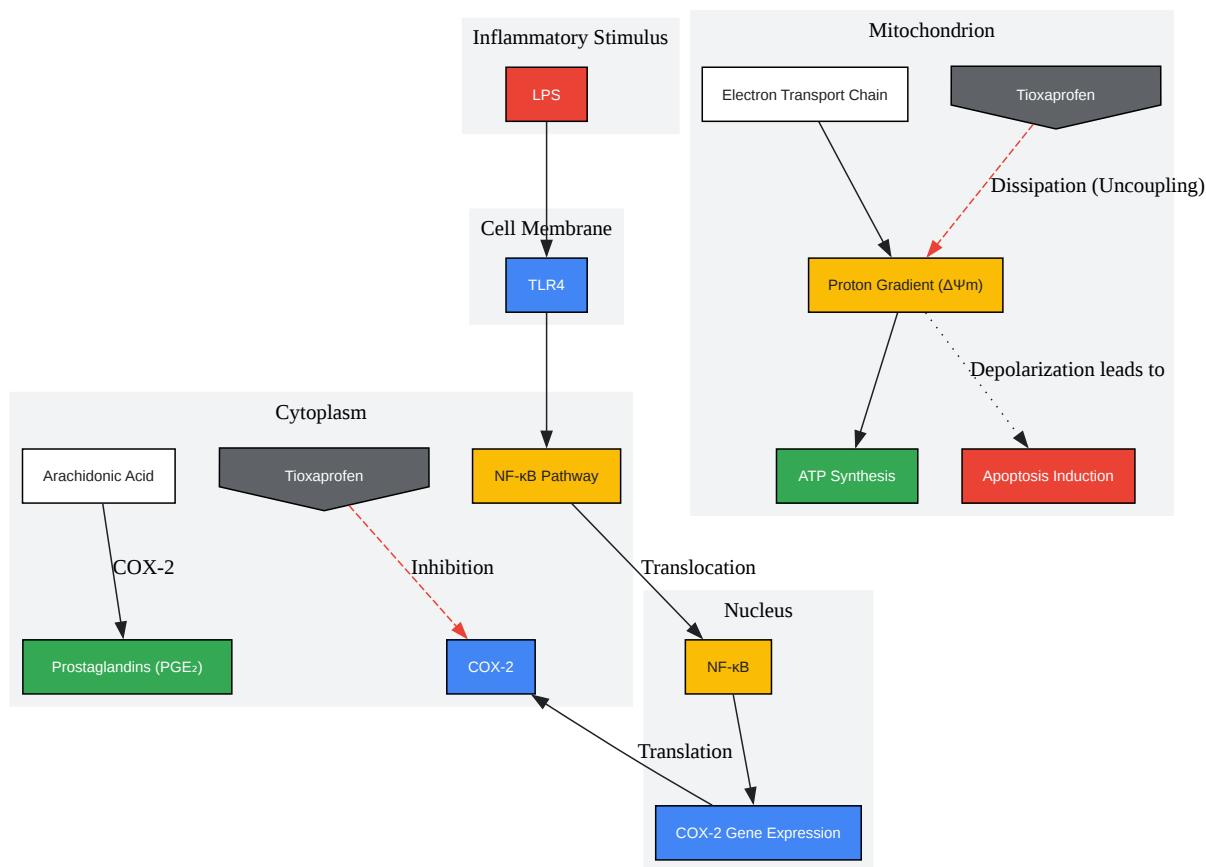 Inflammatory Stimulus
LPS
Cell Membrane
TLR4
Mitochondrion
Electron Transport Chain
Tioxaprofen
Dissipation (Uncoupling)
Proton Gradient (ΔΨm)
Depolarization leads to
ATP Synthesis
Apoptosis Induction
Cytoplasm
Arachidonic Acid
Tioxaprofen
NF-κB Pathway
COX-2
Inhibition
Translocation
Prostaglandins (PGE₂)
COX-2
Nucleus
NF-κB
Translation
COX-2 Gene Expression